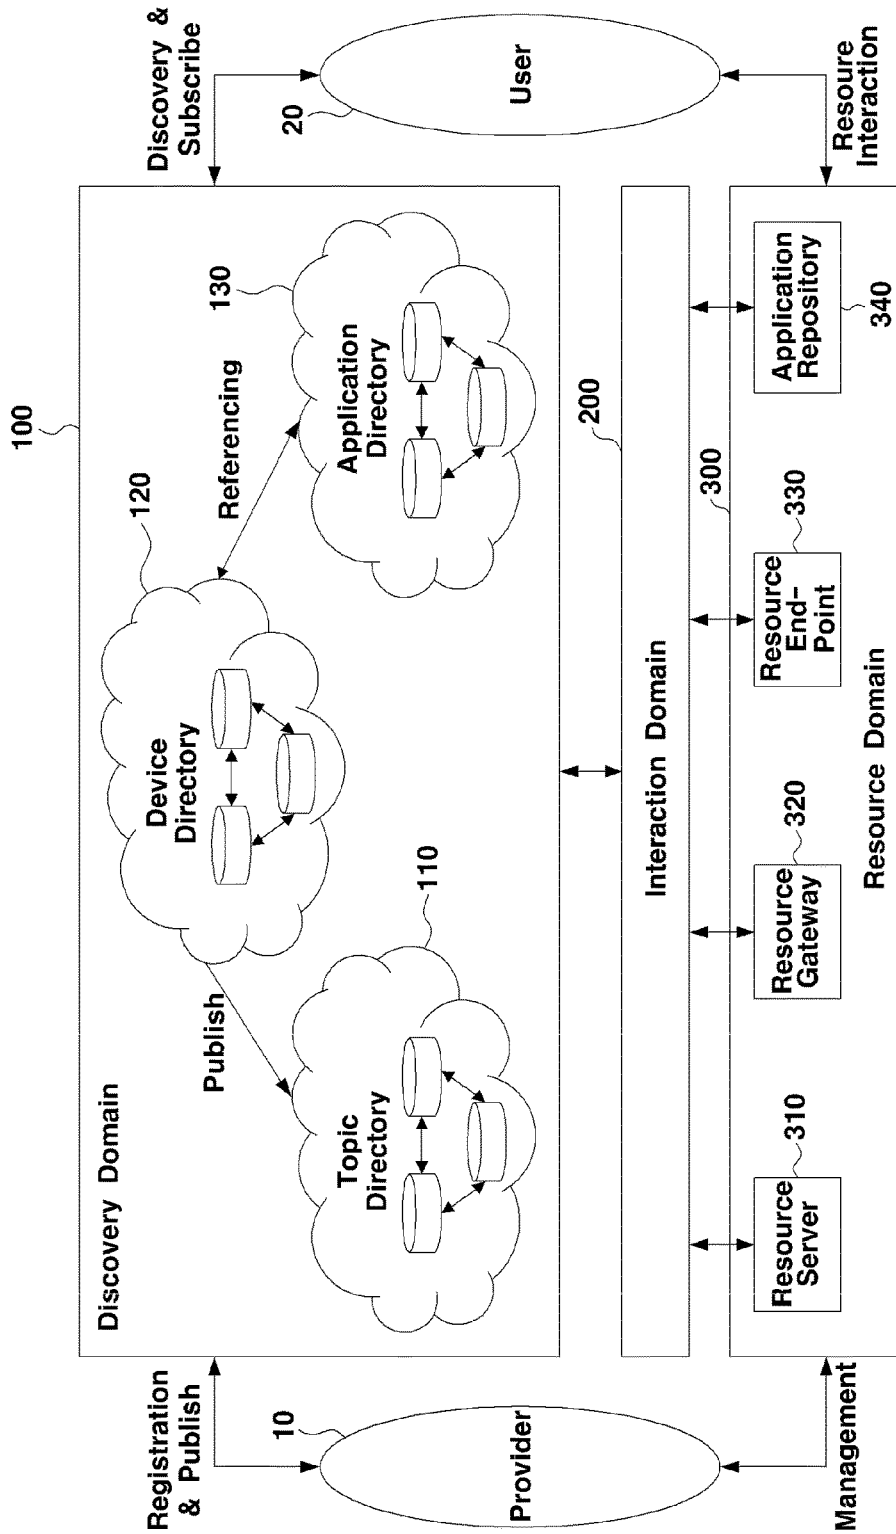 Registration
& Publish
10
Provider
Management
100
Discovery Domain
Publish
Topic
Directory
110
Device
Directory
120
Referencing
Application
Directory
130
Discovery &
Subscribe
20
User
Resoure
Interaction
200
Interaction Domain
300
Resource
Server
310
Resource
Gateway
320
Resource
End-
Point
330
Application
Repository
340
Resource Domain